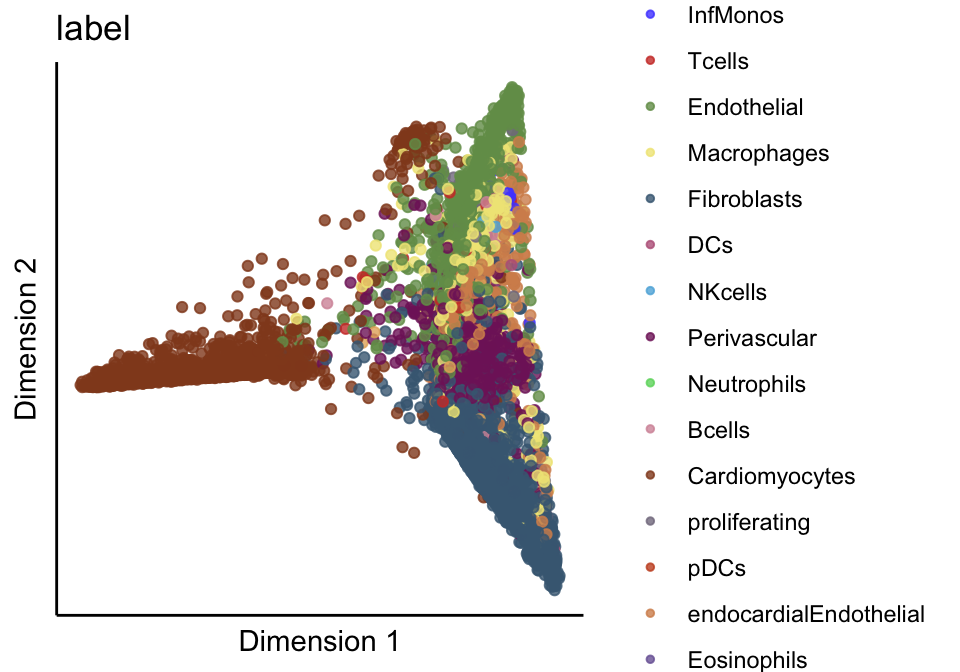 label
InfMonos
Tcells
Endothelial
Macrophages
Fibroblasts
DCs
NKcells
Perivascular
Neutrophils
Bcells
Cardiomyocytes
proliferating
pDCs
endocardialEndothelial
Eosinophils
Dimension 2
Dimension 1